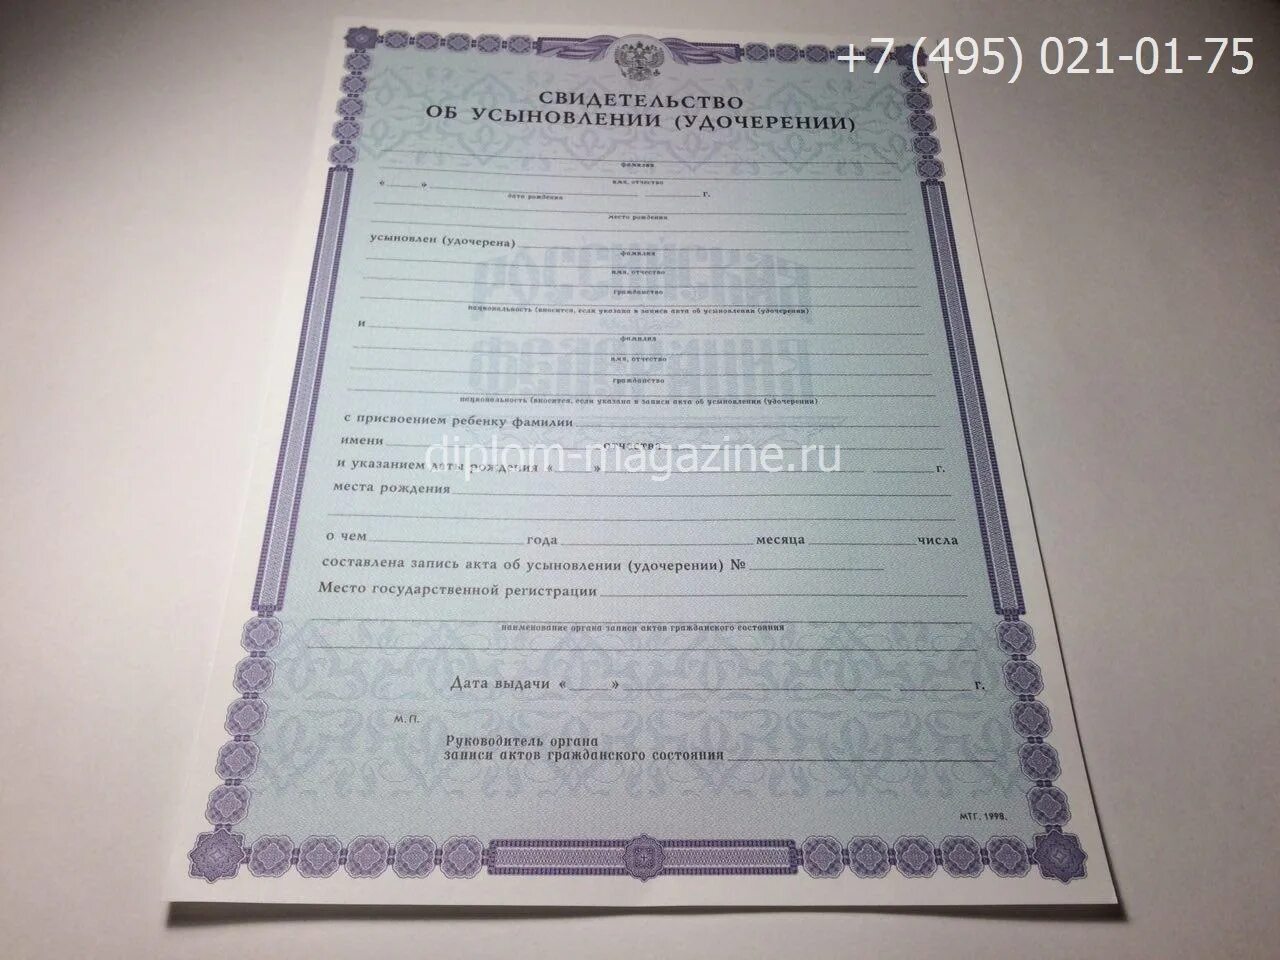 +7 (495) 021-01-75
СВИДЕТЕЛЬСТВО
ОБ УСЫНОВЛЕНИИ (УДОЧЕРЕНИИ)
фамилия
имя, отчество
« » г.
дата рождения
место рождения
усыновлен (удочерена)
фамилия
имя, отчество
гражданство
национальность (вносится, если указана в записи акта об усыновлении (удочерении)
и
фамилия
имя, отчество
гражданство
национальность (вносится, если указана в записи акта об усыновлении (удочерении)
с присвоением ребенку фамилии
имени отчества
diplom-magazine.ru
и указанием даты рождения « » г.
места рождения
о чем года месяца числа
составлена запись акта об усыновлении (удочерении) №
Место государственной регистрации
наименование органа записи актов гражданского состояния
Дата выдачи « » г.
М.П.
Руководитель органа
записи актов гражданского состояния
МТГ. 1998.